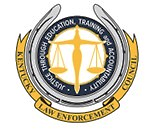 JUSTICE THROUGH EDUCATION, TRAINING and ACCOUNTABILITY
KENTUCKY
LAW ENFORCEMENT
COUNCIL